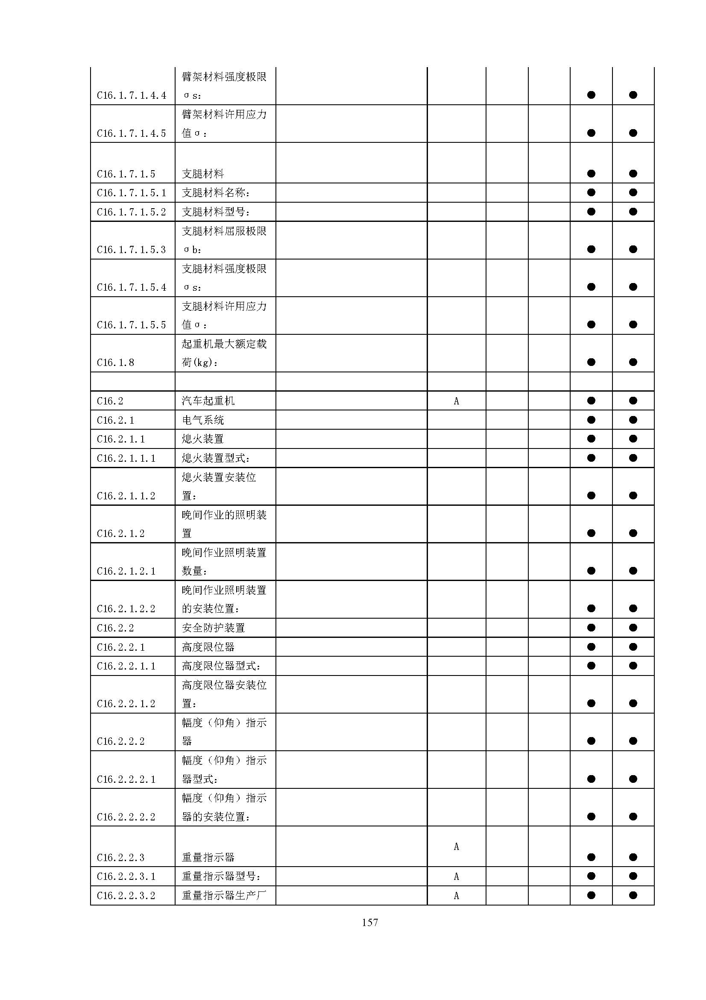 臂架材料强度极限
C16.1.7.1.4.4 σs： ● ●
臂架材料许用应力
C16.1.7.1.4.5 值σ： ● ●
C16.1.7.1.5 支腿材料 ● ●
C16.1.7.1.5.1 支腿材料名称： ● ●
C16.1.7.1.5.2 支腿材料型号： ● ●
支腿材料屈服极限
C16.1.7.1.5.3 σb： ● ●
支腿材料强度极限
C16.1.7.1.5.4 σs： ● ●
支腿材料许用应力
C16.1.7.1.5.5 值σ： ● ●
起重机最大额定载
C16.1.8 荷(kg)： ● ●
C16.2 汽车起重机 A ● ●
C16.2.1 电气系统 ● ●
C16.2.1.1 熄火装置 ● ●
C16.2.1.1.1 熄火装置型式： ● ●
熄火装置安装位
C16.2.1.1.2 置： ● ●
晚间作业的照明装
C16.2.1.2 置 ● ●
晚间作业照明装置
C16.2.1.2.1 数量： ● ●
晚间作业照明装置
C16.2.1.2.2 的安装位置： ● ●
C16.2.2 安全防护装置 ● ●
C16.2.2.1 高度限位器 ● ●
C16.2.2.1.1 高度限位器型式： ● ●
高度限位器安装位
C16.2.2.1.2 置： ● ●
幅度（仰角）指示
C16.2.2.2 器 ● ●
幅度（仰角）指示
C16.2.2.2.1 器型式： ● ●
幅度（仰角）指示
C16.2.2.2.2 器的安装位置： ● ●
C16.2.2.3 重量指示器 A ● ●
C16.2.2.3.1 重量指示器型号： A ● ●
C16.2.2.3.2 重量指示器生产厂 A ● ●
157